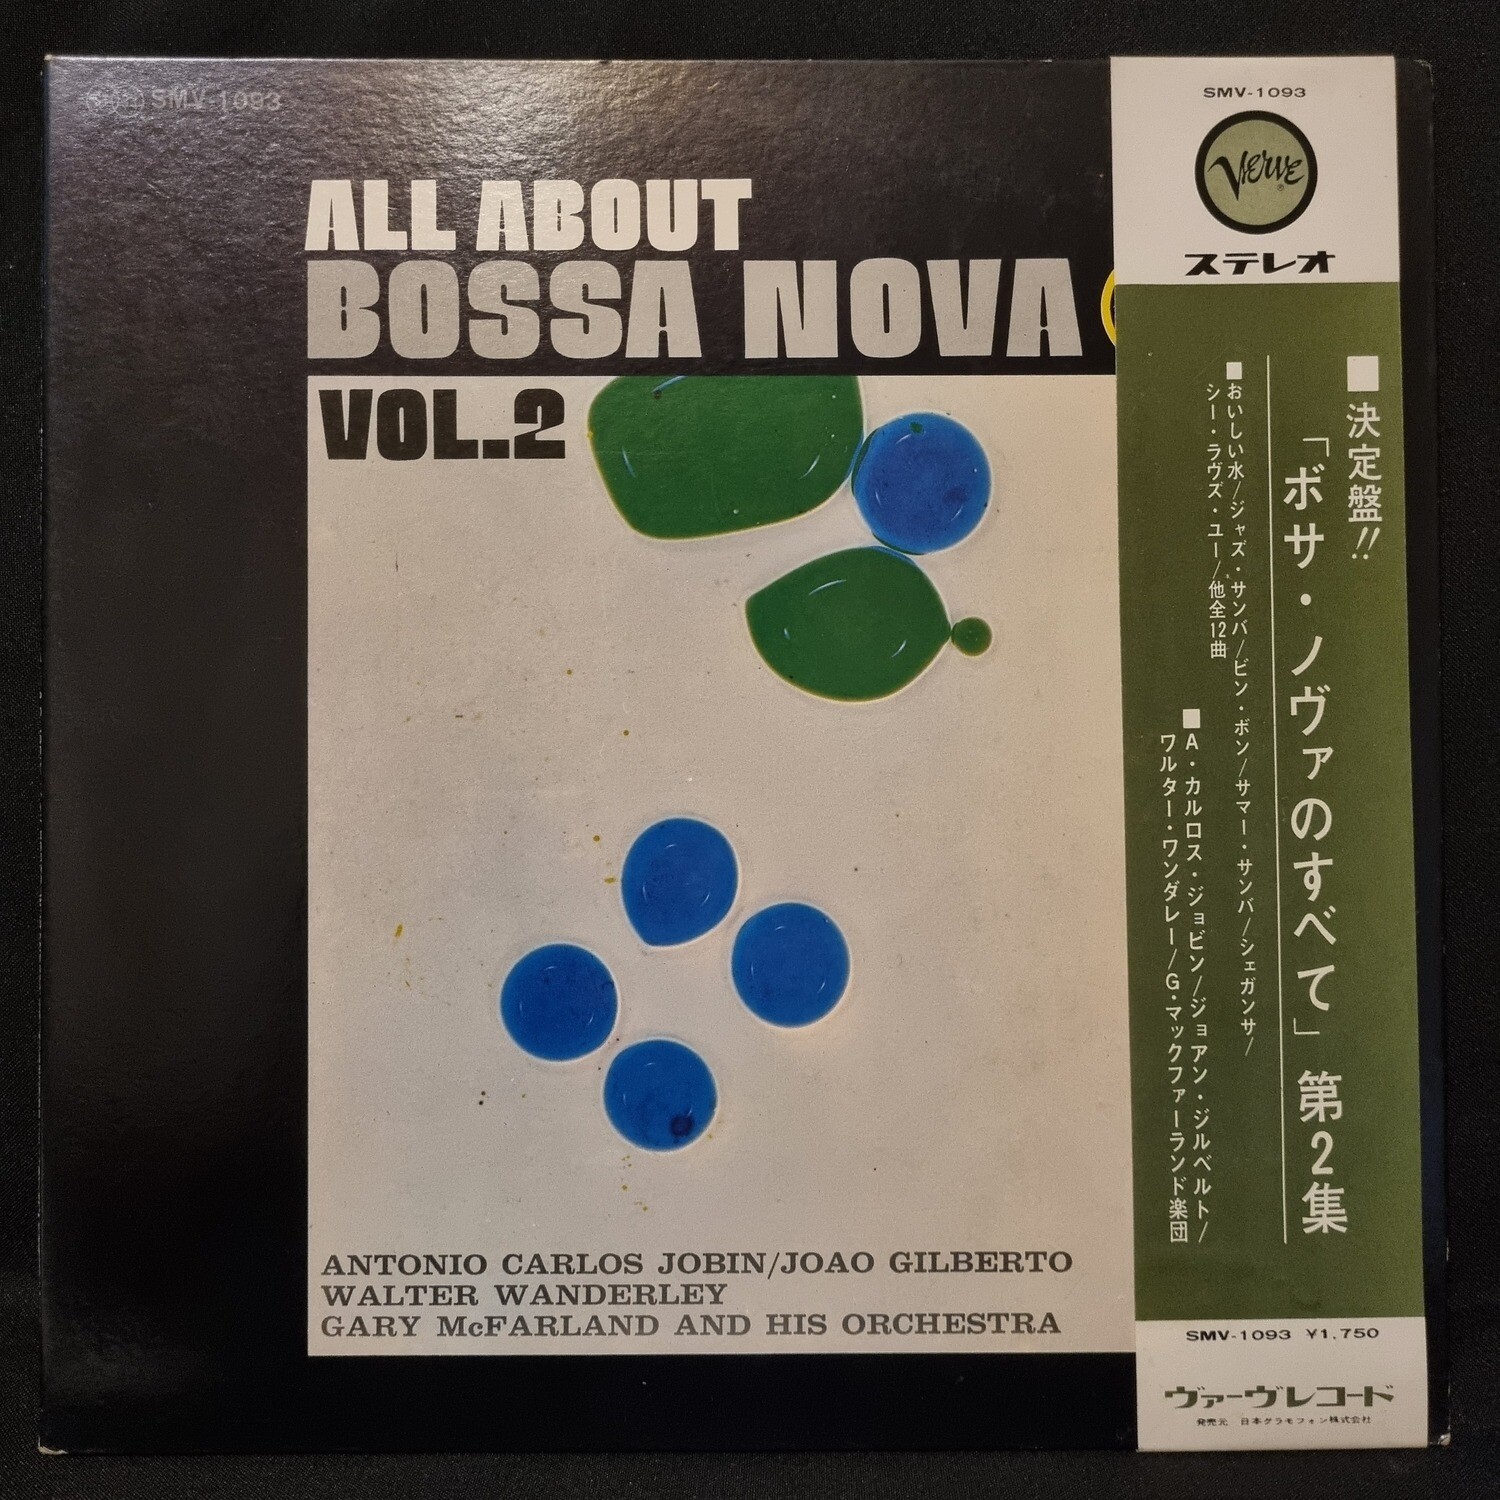 SMV-1093
ALL ABOUT
BOSSA NOVA
VOL.2
ANTONIO CARLOS JOBIN/JOAO GILBERTO
WALTER WANDERLEY
GARY McFARLAND AND HIS ORCHESTRA
SMV-1093
VERVE
ステレオ
■決定盤!!
「ボサ・ノヴァのすべて」第2集
■おいしい水/ジャズ・サンバ/ビン・ボン/サマー・サンバ/シェガンサ/
シー・ラヴズ・ユー/他全12曲
■A・カルロス・ジョビン/ジョアン・ジルベルト/
ワルター・ワンダレー/G・マックファーランド楽団
SMV-1093 ¥1,750
ヴァーヴレコード
発売元 日本グラモフォン株式会社